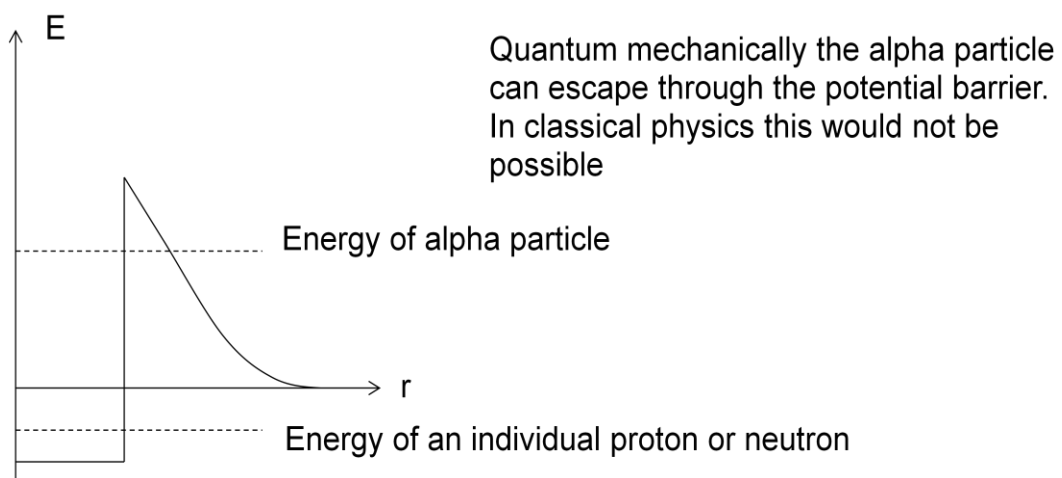 E
Quantum mechanically the alpha particle
can escape through the potential barrier.
In classical physics this would not be
possible
Energy of alpha particle
r
Energy of an individual proton or neutron